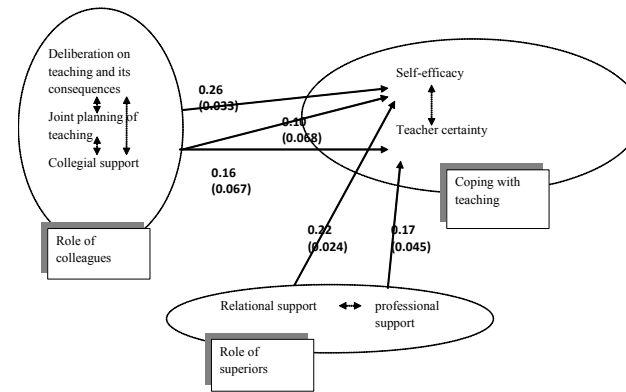 Deliberation on
teaching and its
consequences
Joint planning of
teaching
Collegial support
Role of
colleagues
0.26
(0.033)
0.10
(0.068)
0.16
(0.067)
Self-efficacy
Teacher certainty
Coping with
teaching
0.22
(0.024)
0.17
(0.045)
Relational support
professional
support
Role of
superiors